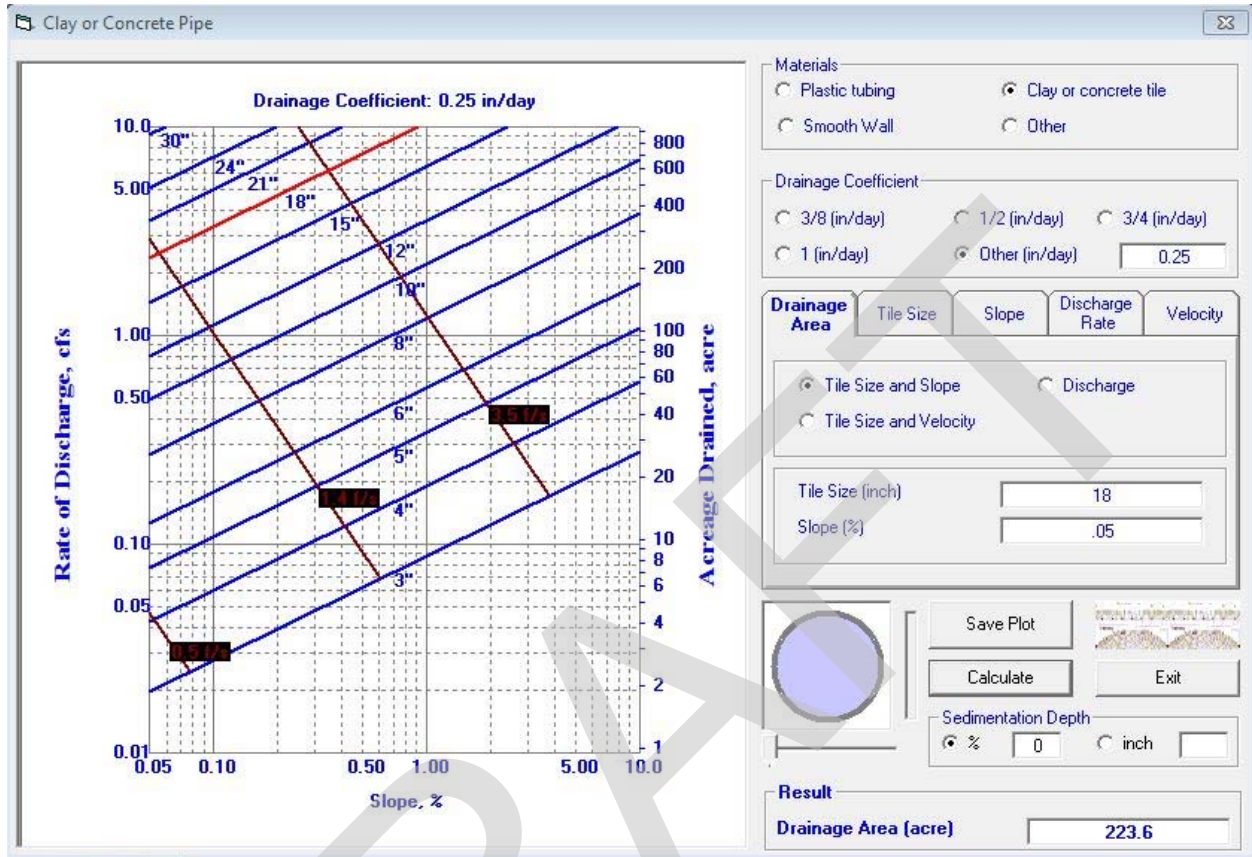 Clay or Concrete Pipe
Drainage Coefficient: 0.25 in/day
10.0
5.00
1.00
0.50
0.10
0.05
0.01
Rate of Discharge, cfs
30"
24"
21"
18"
15"
12"
10"
8"
6"
5"
4"
3"
3.5 f/s
1.4 f/s
0.5 f/s
800
600
400
200
100
80
60
40
20
10
8
6
4
2
1
Acreage Drained, acre
0.05 0.10 0.50 1.00 5.00 10.0
Slope, %
Materials
Plastic tubing Clay or concrete tile
Smooth Wall Other
Drainage Coefficient
3/8 (in/day) 1/2 (in/day) 3/4 (in/day)
1 (in/day) Other (in/day) 0.25
Drainage Area Tile Size Slope Discharge Rate Velocity
Tile Size and Slope Discharge
Tile Size and Velocity
Tile Size (inch) 18
Slope (%) .05
Save Plot
Calculate Exit
Sedimentation Depth
% 0 inch
Result
Drainage Area (acre) 223.6
DRAFT